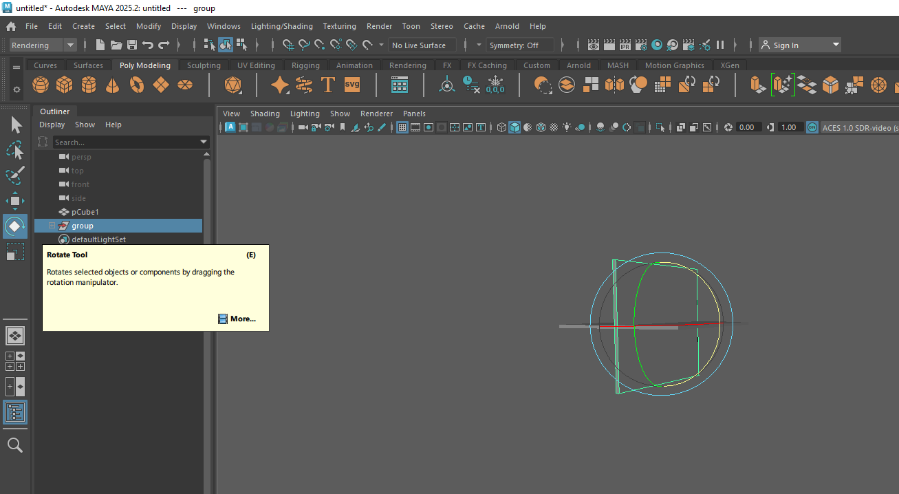 untitled* - Autodesk MAYA 2025.2: untitled --- group
File Edit Create Select Modify Display Windows Lighting/Shading Texturing Render Toon Stereo Cache Arnold Help
Rendering No Live Surface Symmetry: Off Sign In
Curves Surfaces Poly Modeling Sculpting UV Editing Rigging Animation Rendering FX FX Caching Custom Arnold MASH Motion Graphics XGen
T SVG 0,0,0
Outliner
Display Show Help
Search...
persp
top
front
side
pCube1
group
defaultLightSet
View Shading Lighting Show Renderer Panels
0.00 1.00 ACES 1.0 SDR-video (s
Rotate Tool (E)
Rotates selected objects or components by dragging the
rotation manipulator.
More...